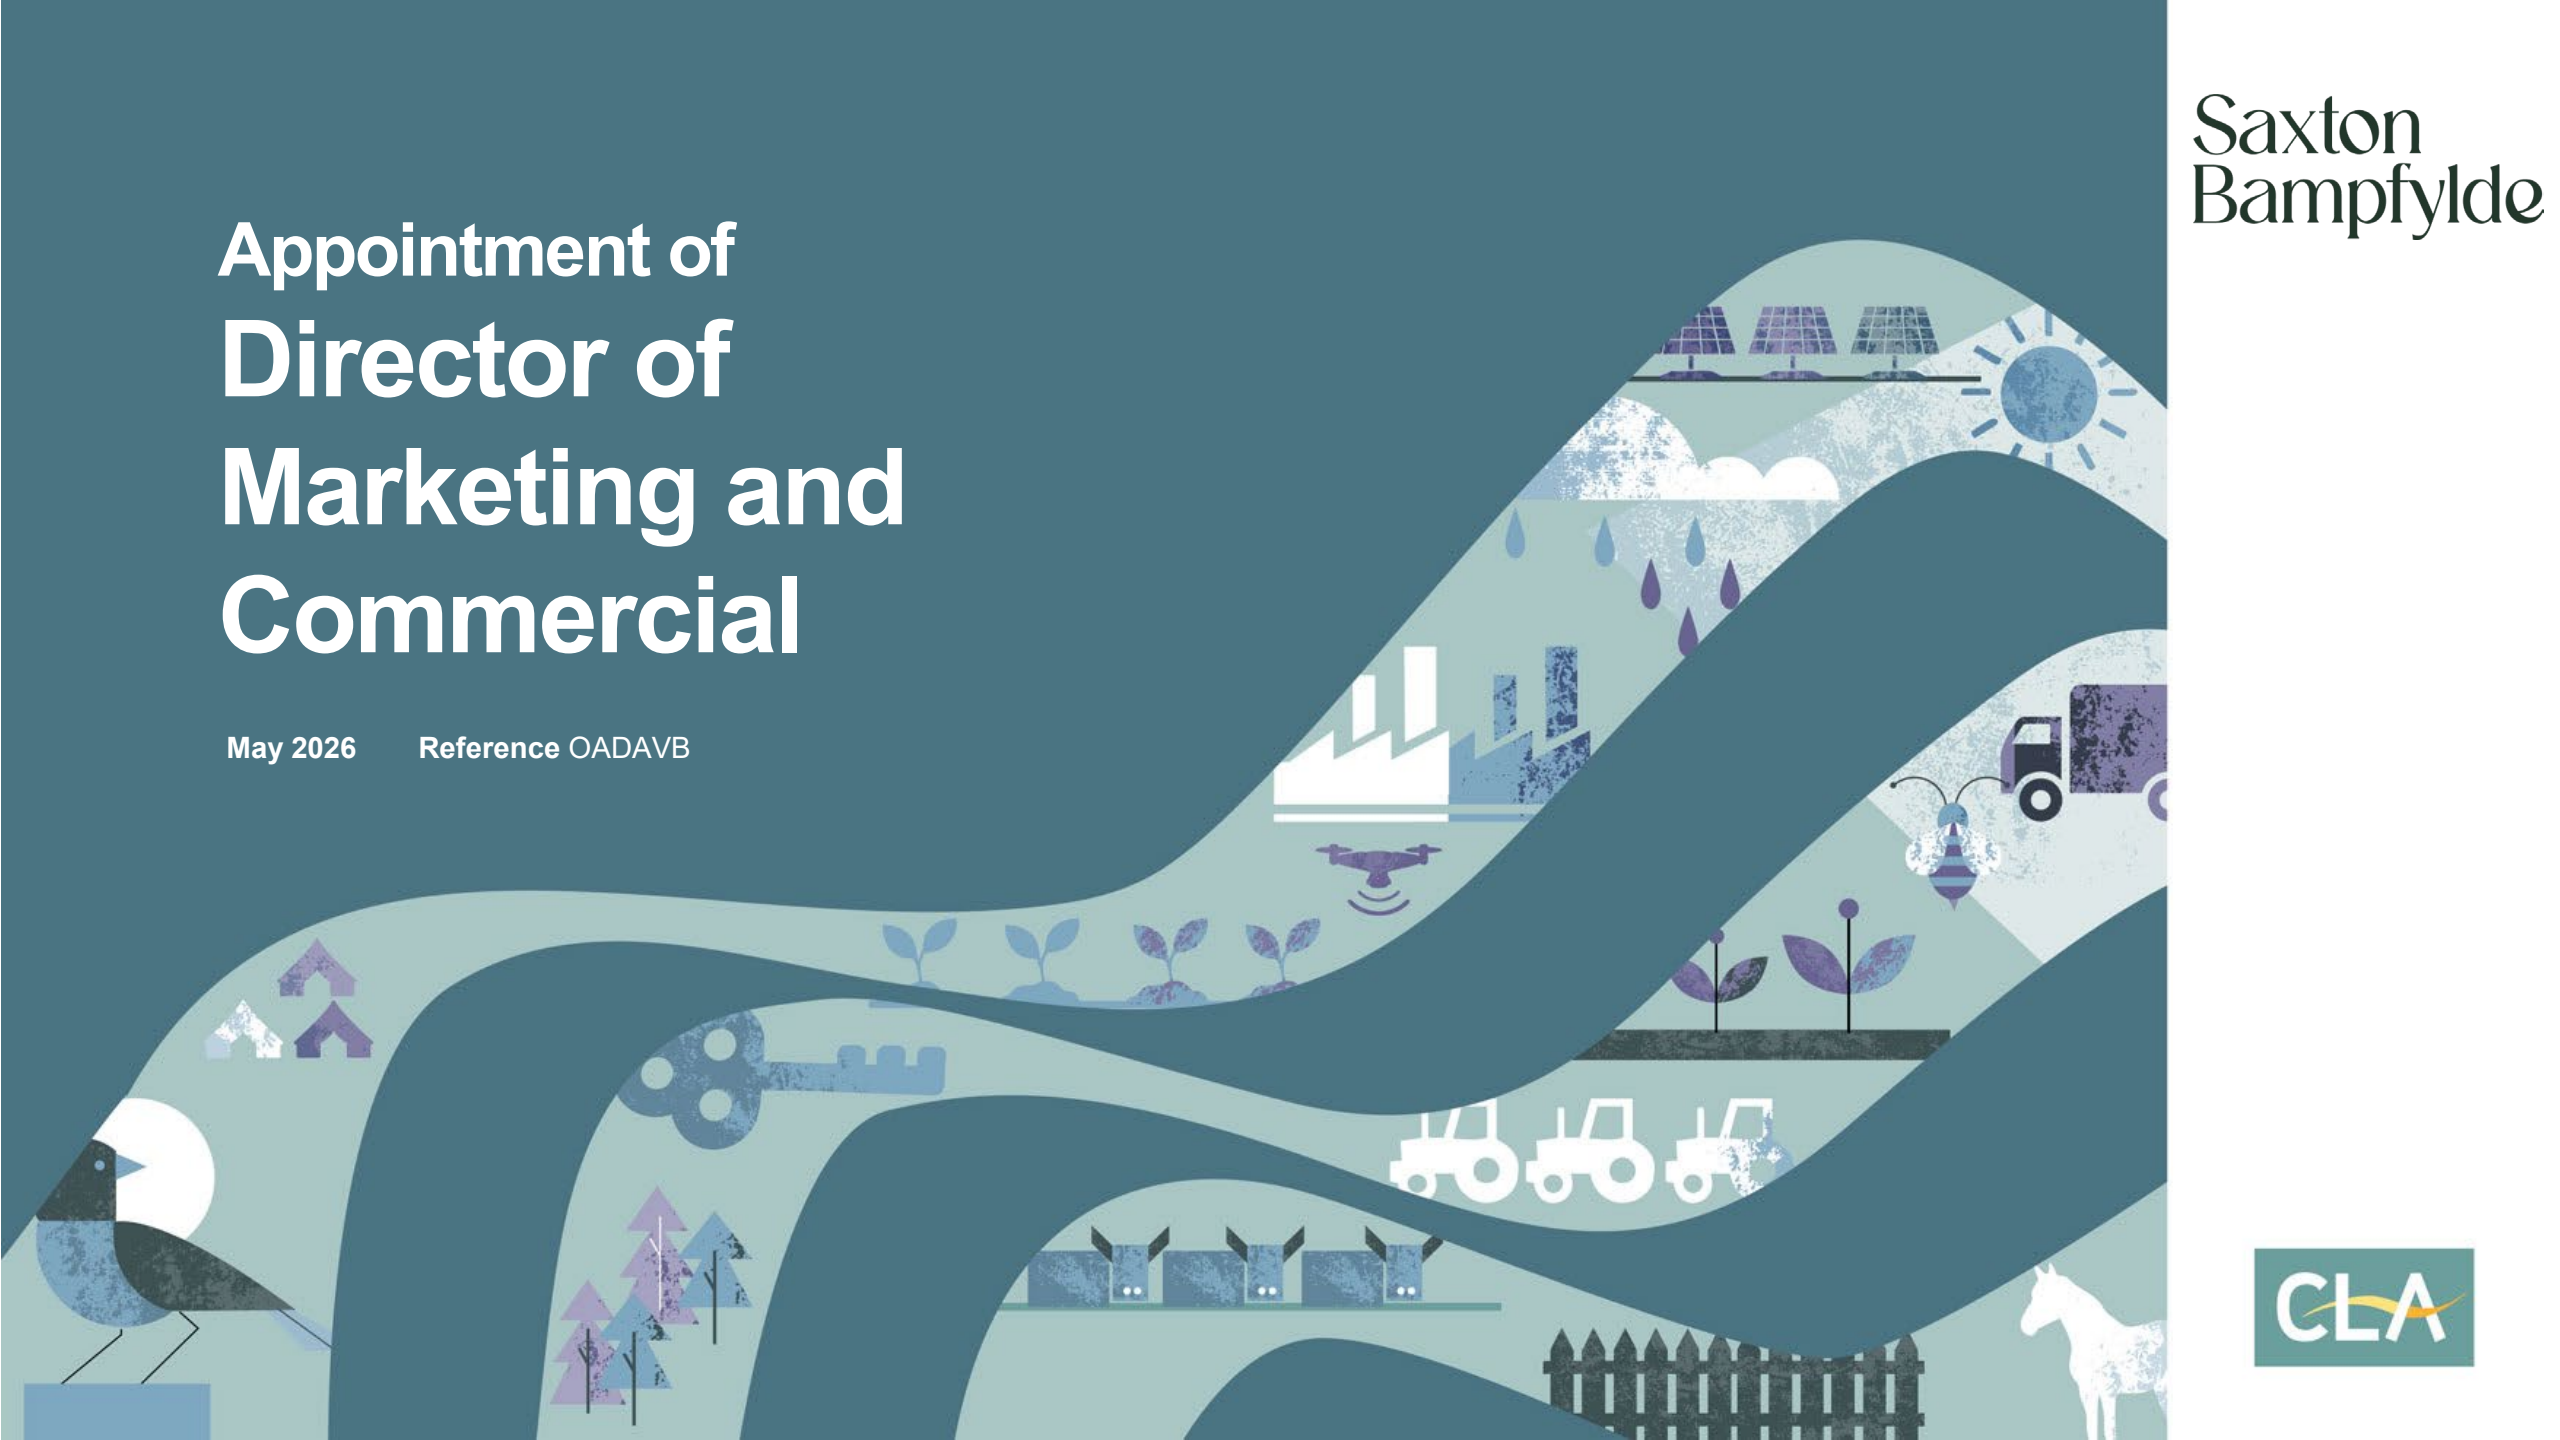 Appointment of
Director of
Marketing and
Commercial
May 2026 Reference OADAVB
Saxton
Bampfylde
CLA